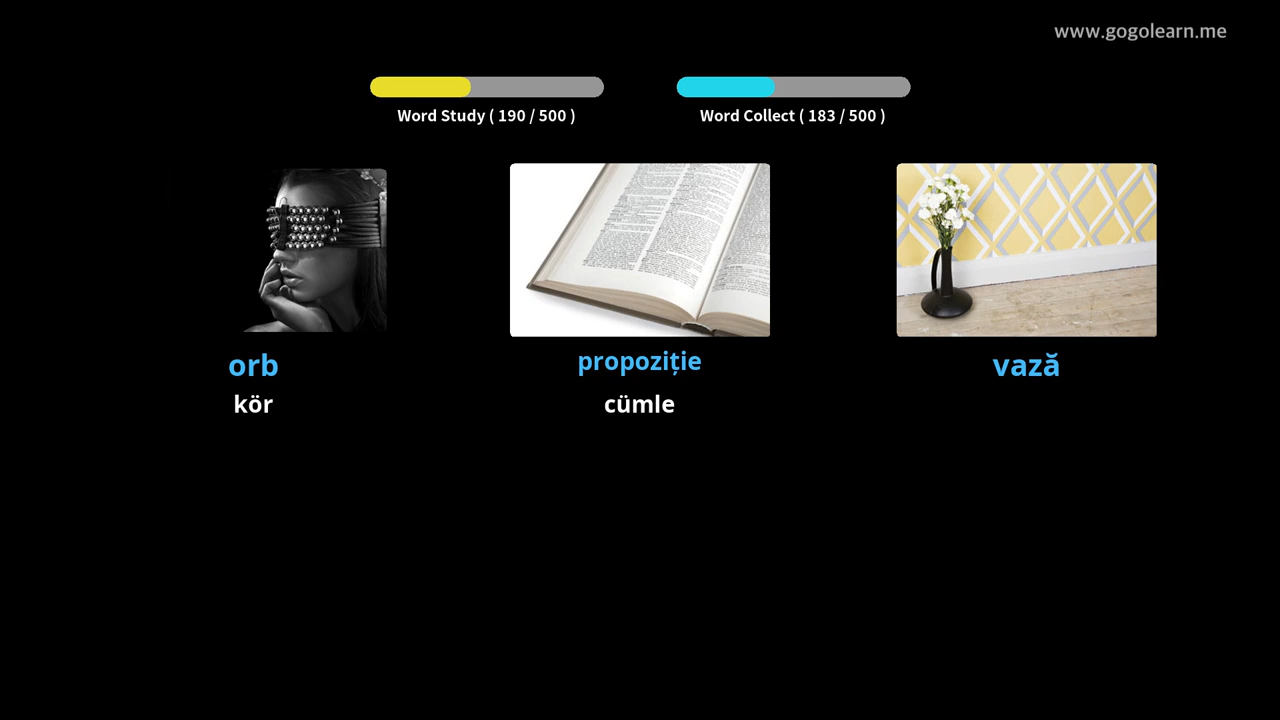 www.gogolearn.me
Word Study ( 190 / 500 )
Word Collect ( 183 / 500 )
orb
propoziție
vază
kör
cümle